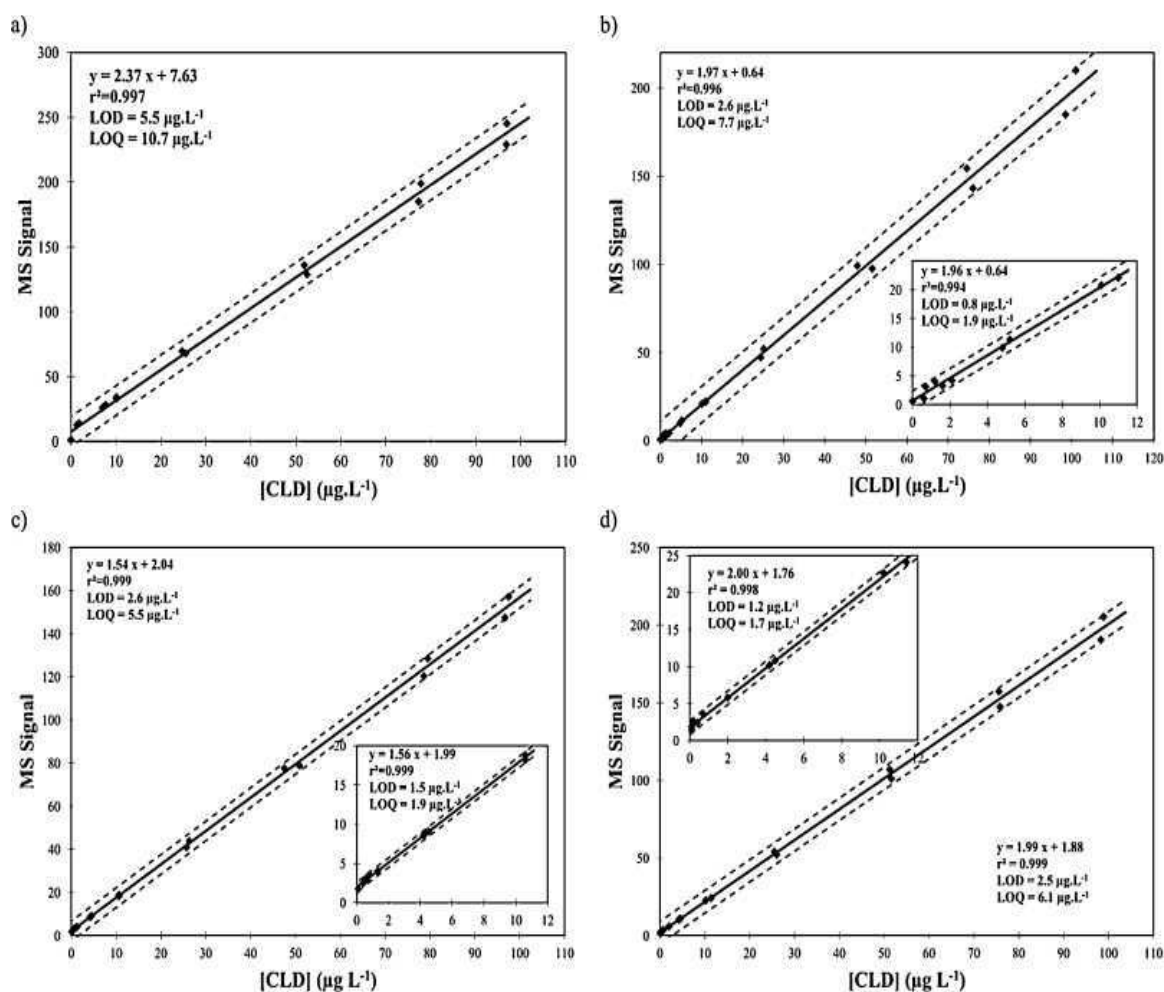 a)
300
250
200
150
100
50
0
MS Signal
y = 2.37 x + 7.63
r²=0.997
LOD = 5.5 µg.L⁻¹
LOQ = 10.7 µg.L⁻¹
0 10 20 30 40 50 60 70 80 90 100 110
[CLD] (µg.L⁻¹)
b)
200
150
100
50
0
MS Signal
y = 1.97 x + 0.64
r²=0.996
LOD = 2.6 µg.L⁻¹
LOQ = 7.7 µg.L⁻¹
20
15
10
5
0
y = 1.96 x + 0.64
r²=0.994
LOD = 0.8 µg.L⁻¹
LOQ = 1.9 µg.L⁻¹
0 2 4 6 8 10 12
0 10 20 30 40 50 60 70 80 90 100 110 120
[CLD] (µg.L⁻¹)
c)
180
160
140
120
100
80
60
40
20
0
MS Signal
y = 1.54 x + 2.04
r²=0.999
LOD = 2.6 µg.L⁻¹
LOQ = 5.5 µg.L⁻¹
20
15
10
5
0
y = 1.56 x + 1.99
r²=0.999
LOD = 1.5 µg.L⁻¹
LOQ = 1.9 µg.L⁻¹
0 2 4 6 8 10 12
0 10 20 30 40 50 60 70 80 90 100 110
[CLD] (µg L⁻¹)
d)
250
200
150
100
50
0
MS Signal
25
20
15
10
5
0
y = 2.00 x + 1.76
r² = 0.998
LOD = 1.2 µg.L⁻¹
LOQ = 1.7 µg.L⁻¹
0 2 4 6 8 10 12
y = 1.99 x + 1.88
r² = 0.999
LOD = 2.5 µg.L⁻¹
LOQ = 6.1 µg.L⁻¹
0 10 20 30 40 50 60 70 80 90 100 110
[CLD] (µg L⁻¹)